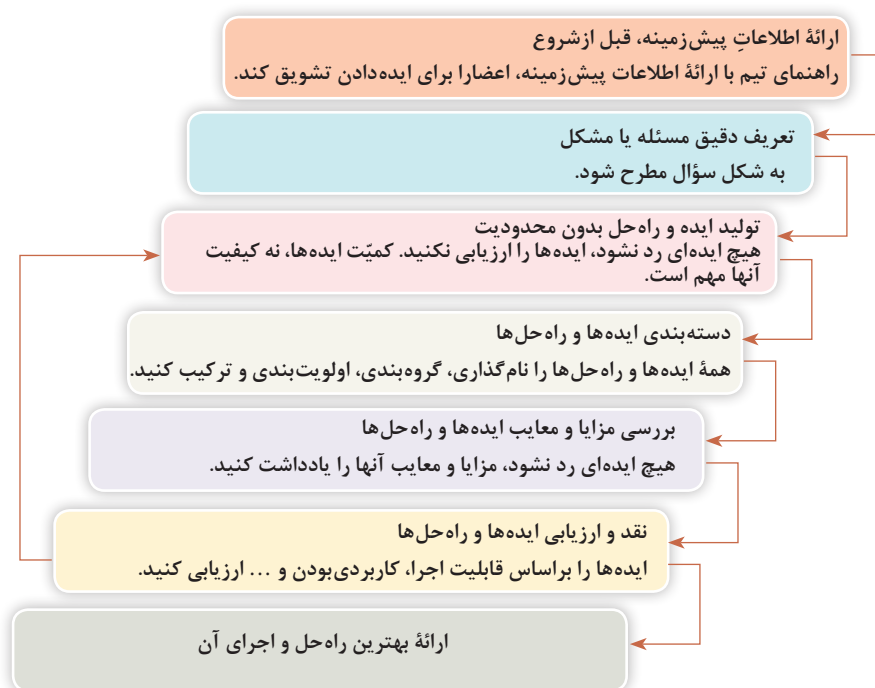 ارائهٔ اطلاعاتِ پیش‌زمینه، قبل ازشروع
راهنمای تیم با ارائهٔ اطلاعات پیش‌زمینه، اعضارا برای ایده‌دادن تشویق کند.
تعریف دقیق مسئله یا مشکل
به شکل سؤال مطرح شود.
تولید ایده و راه‌حل بدون محدودیت
هیچ ایده‌ای رد نشود، ایده‌ها را ارزیابی نکنید. کمیّت ایده‌ها، نه کیفیت
آنها مهم است.
دسته‌بندی ایده‌ها و راه‌حل‌ها
همهٔ ایده‌ها و راه‌حل‌ها را نام‌گذاری، گروه‌بندی، اولویت‌بندی و ترکیب کنید.
بررسی مزایا و معایب ایده‌ها و راه‌حل‌ها
هیچ ایده‌ای رد نشود، مزایا و معایب آنها را یادداشت کنید.
نقد و ارزیابی ایده‌ها و راه‌حل‌ها
ایده‌ها را براساس قابلیت اجرا، کاربردی‌بودن و ... ارزیابی کنید.
ارائهٔ بهترین راه‌حل و اجرای آن